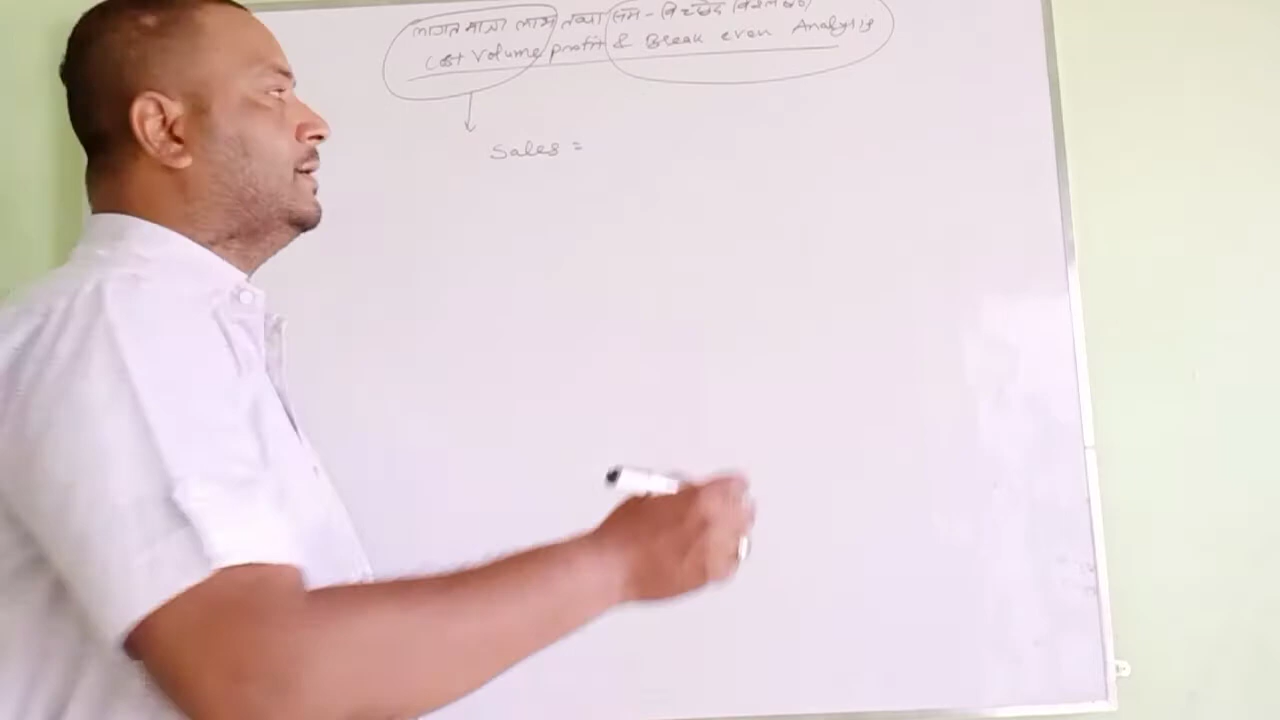 लागत मात्रा लाभ तथा सम-विच्छेद विश्लेषण
Cost Volume profit & Break even Analysis
Sales =